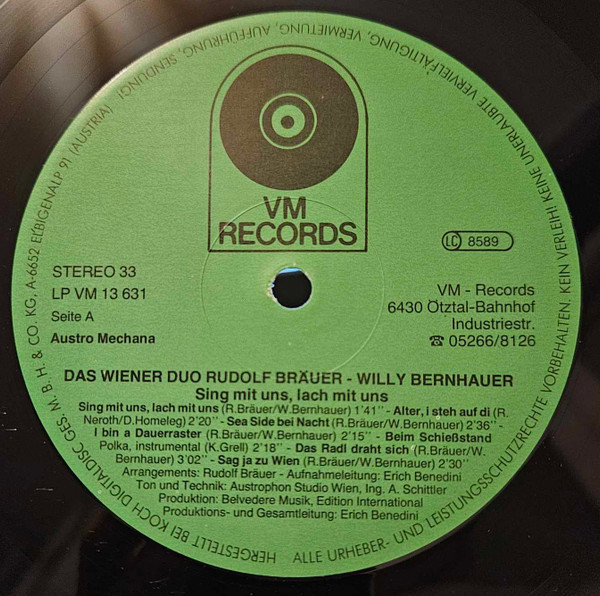 VM
RECORDS
LC 8589
STEREO 33
LP VM 13 631
Seite A
Austro Mechana
VM - Records
6430 Ötztal-Bahnhof
Industriestr.
☎ 05266/8126
DAS WIENER DUO RUDOLF BRÄUER - WILLY BERNHAUER
Sing mit uns, lach mit uns
Sing mit uns, lach mit uns (R.Bräuer/W.Bernhauer) 1'41'' - Alter, i steh auf di (R.
Neroth/D.Homeleg) 2'20'' - Sea Side bei Nacht (R.Bräuer/W.Bernhauer) 2'36'' -
I bin a Dauerraster (R.Bräuer/W.Bernhauer) 2'15'' - Beim Schießstand
Polka, instrumental (K.Grell) 2'18'' - Das Radl draht sich (R.Bräuer/W.
Bernhauer) 3'02'' - Sag ja zu Wien (R.Bräuer/W.Bernhauer) 2'30''
Arrangements: Rudolf Bräuer - Aufnahmeleitung: Erich Benedini
Ton und Technik: Austrophon Studio Wien, Ing. A. Schittler
Produktion: Belvedere Musik, Edition International
Produktions- und Gesamtleitung: Erich Benedini
HERGESTELLT BEI KOCH DIGITALDISC GES. M. B. H & CO. KG, A-6652 ELBIGENALP 91 (AUSTRIA)
ALLE URHEBER- UND LEISTUNGSSCHUTZRECHTE VORBEHALTEN. KEIN VERLEIH! KEINE UNERLAUBTE VERVIELFÄLTIGUNG, VERMIETUNG, AUFFÜHRUNG, SENDUNG!